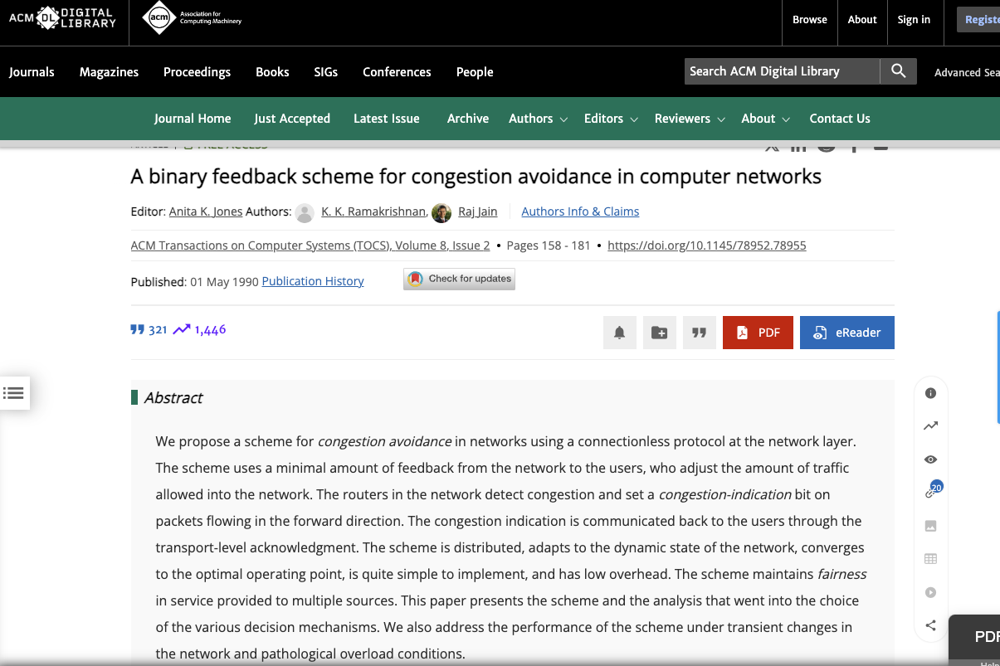 ACM DL DIGITAL LIBRARY
acm Association for Computing Machinery
Browse About Sign in
Journals Magazines Proceedings Books SIGs Conferences People
Search ACM Digital Library
Advanced
Journal Home Just Accepted Latest Issue Archive Authors Editors Reviewers About Contact Us
FREE ACCESS
A binary feedback scheme for congestion avoidance in computer networks
Editor: Anita K. Jones Authors: K. K. Ramakrishnan, Raj Jain Authors Info & Claims
ACM Transactions on Computer Systems (TOCS), Volume 8, Issue 2 • Pages 158 - 181 • https://doi.org/10.1145/78952.78955
Published: 01 May 1990 Publication History Check for updates
321 1,446
PDF eReader
Abstract
We propose a scheme for congestion avoidance in networks using a connectionless protocol at the network layer.
The scheme uses a minimal amount of feedback from the network to the users, who adjust the amount of traffic
allowed into the network. The routers in the network detect congestion and set a congestion-indication bit on
packets flowing in the forward direction. The congestion indication is communicated back to the users through the
transport-level acknowledgment. The scheme is distributed, adapts to the dynamic state of the network, converges
to the optimal operating point, is quite simple to implement, and has low overhead. The scheme maintains fairness
in service provided to multiple sources. This paper presents the scheme and the analysis that went into the choice
of the various decision mechanisms. We also address the performance of the scheme under transient changes in
the network and pathological overload conditions.
20
PDF